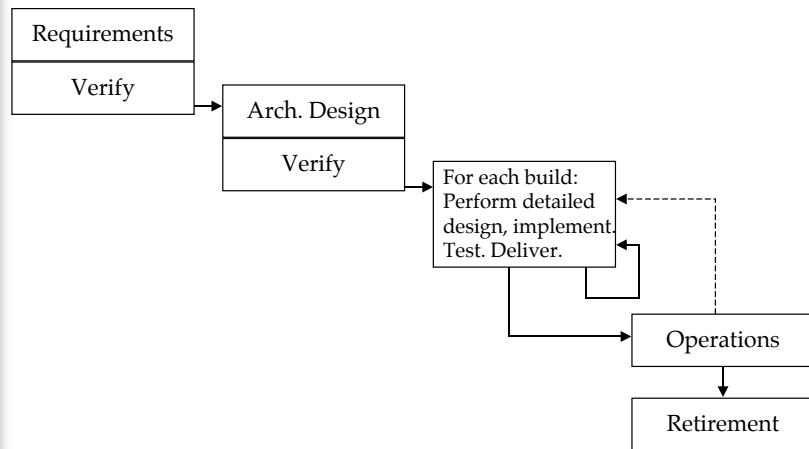 Requirements
Verify
Arch. Design
Verify
For each build:
Perform detailed
design, implement.
Test. Deliver.
Operations
Retirement